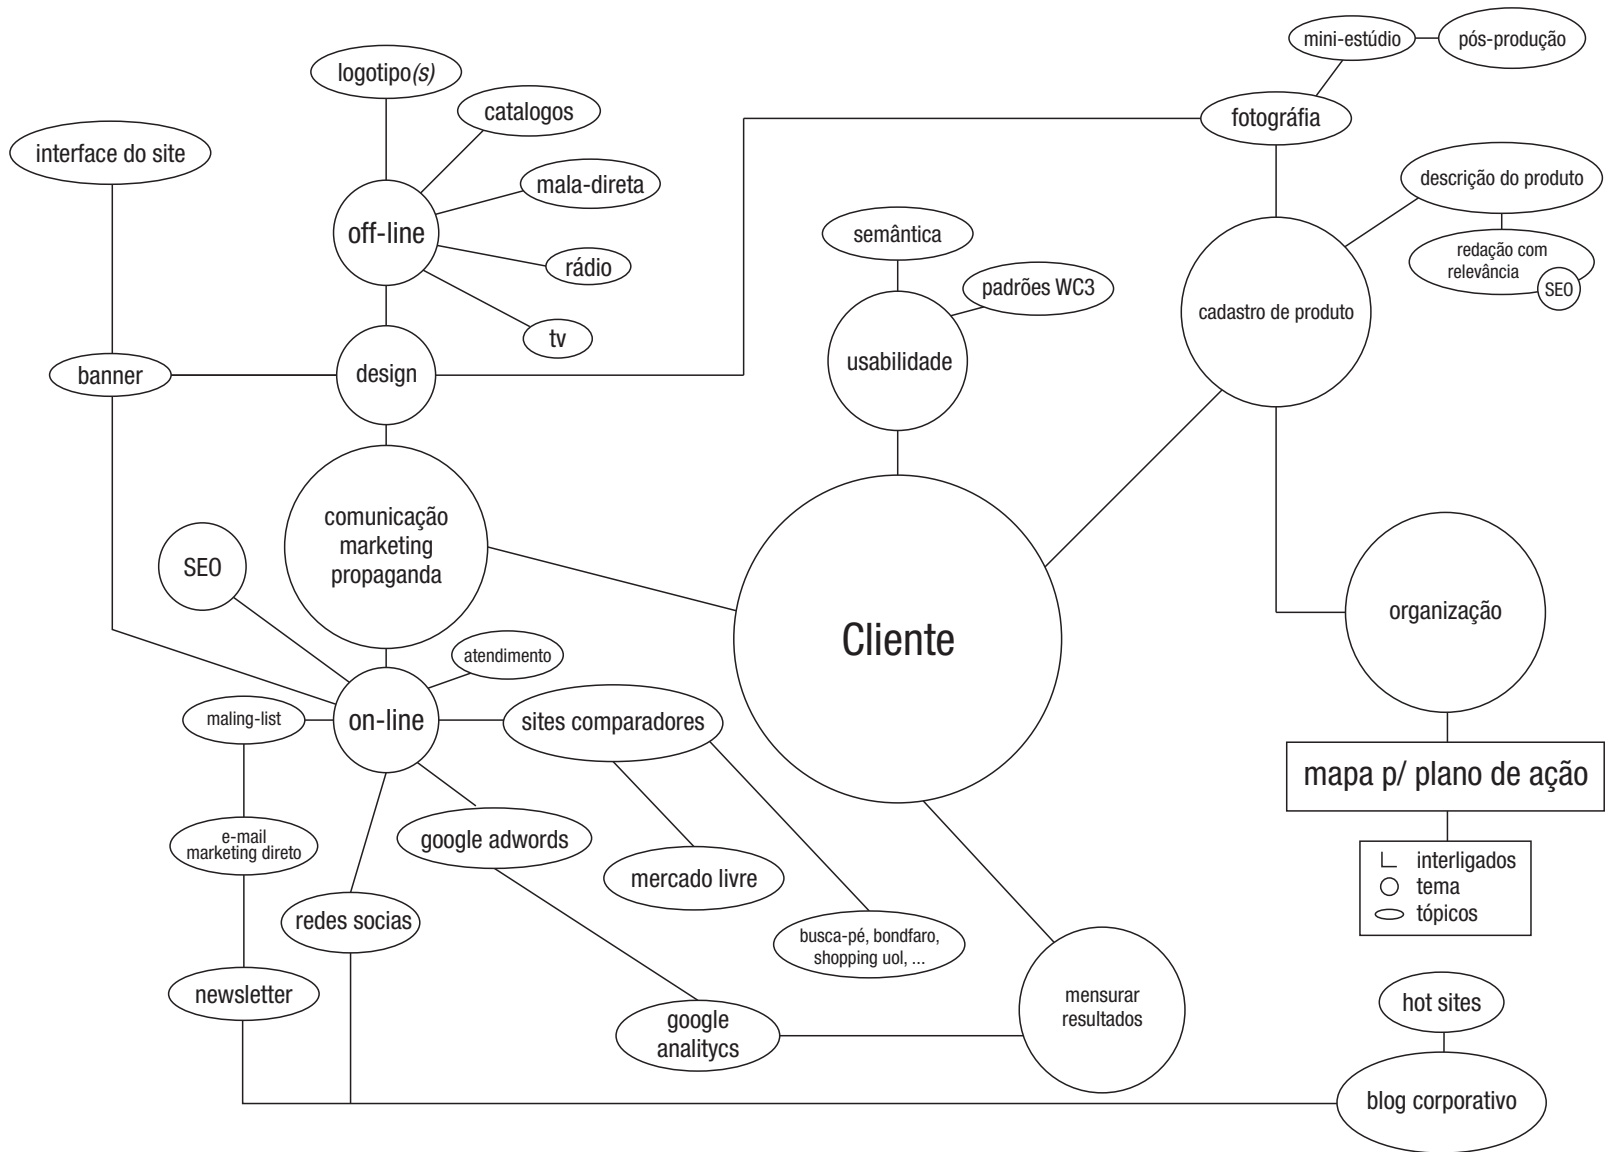 mini-estúdio
pós-produção
logotipo(s)
catalogos
fotográfia
interface do site
mala-direta
descrição do produto
off-line
semântica
redação com
relevância
SEO
rádio
padrões WC3
cadastro de produto
tv
usabilidade
banner
design
comunicação
marketing
propaganda
SEO
organização
Cliente
atendimento
maling-list
on-line
sites comparadores
mapa p/ plano de ação
e-mail
marketing direto
google adwords
mercado livre
interligados
tema
tópicos
redes socias
busca-pé, bondfaro,
shopping uol, ...
newsletter
mensurar
resultados
hot sites
google
analitycs
blog corporativo